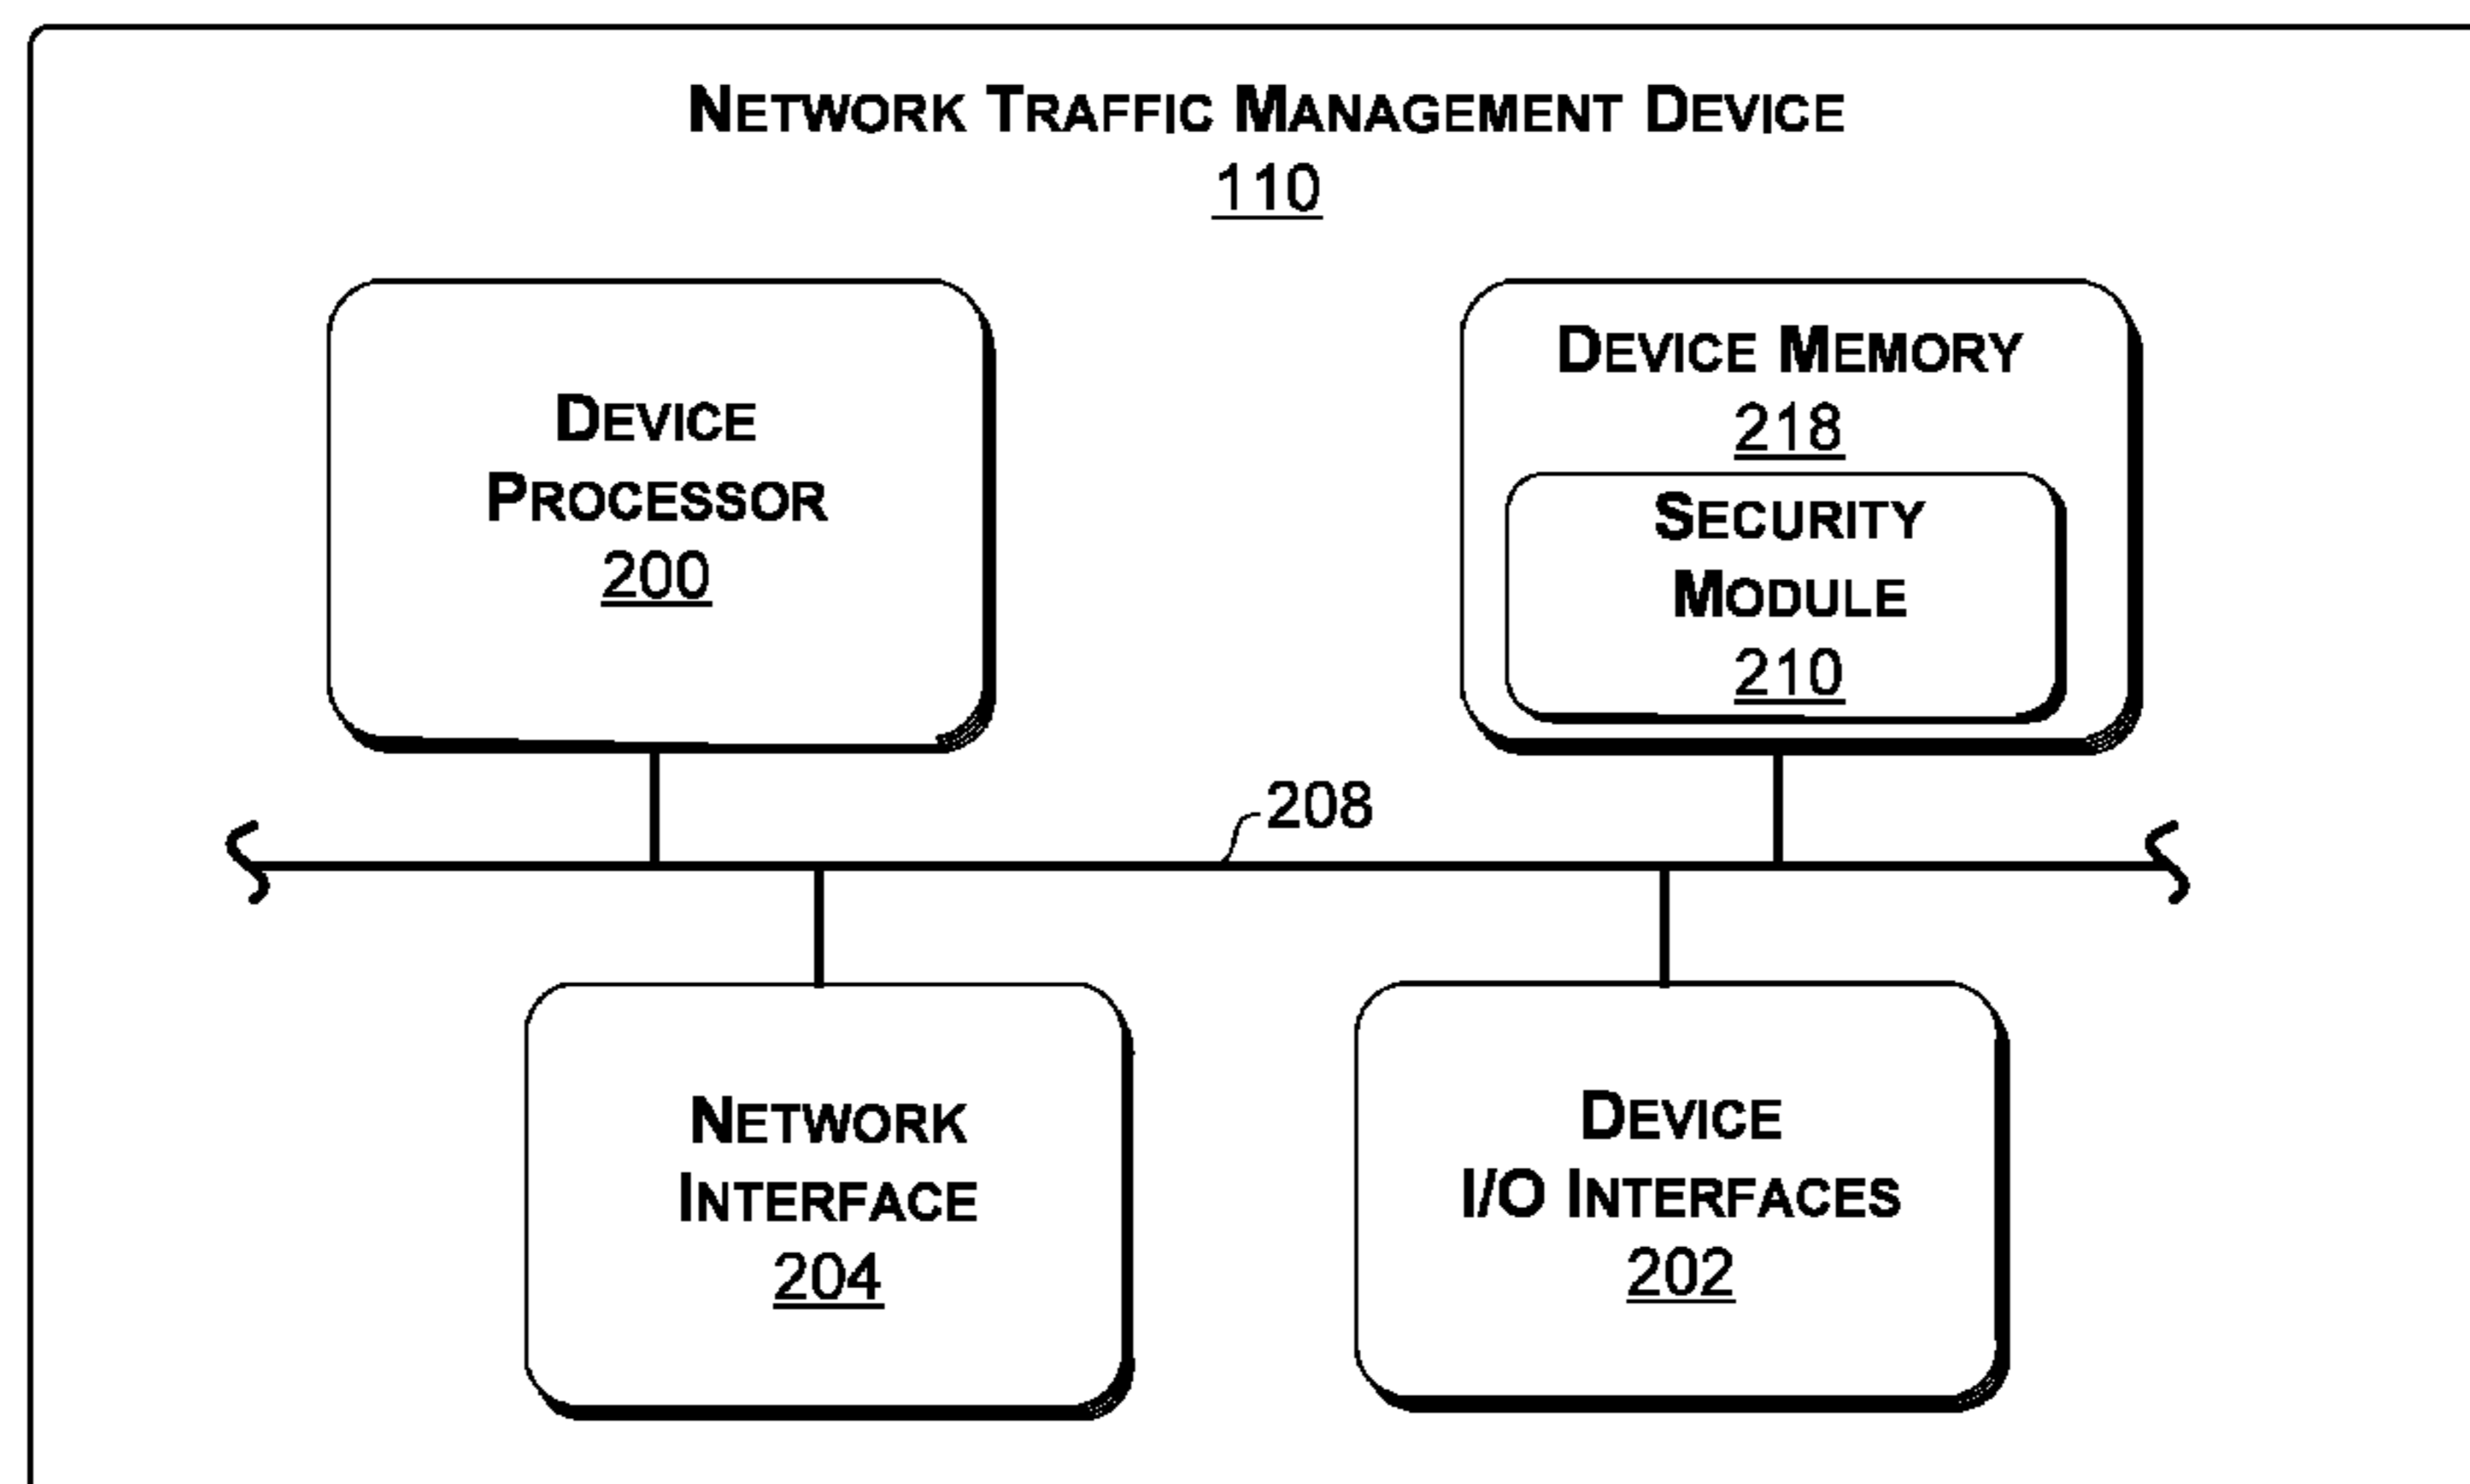 NETWORK TRAFFIC MANAGEMENT DEVICE
110
DEVICE
PROCESSOR
200
DEVICE MEMORY
218
SECURITY
MODULE
210
208
NETWORK
INTERFACE
204
DEVICE
I/O INTERFACES
202